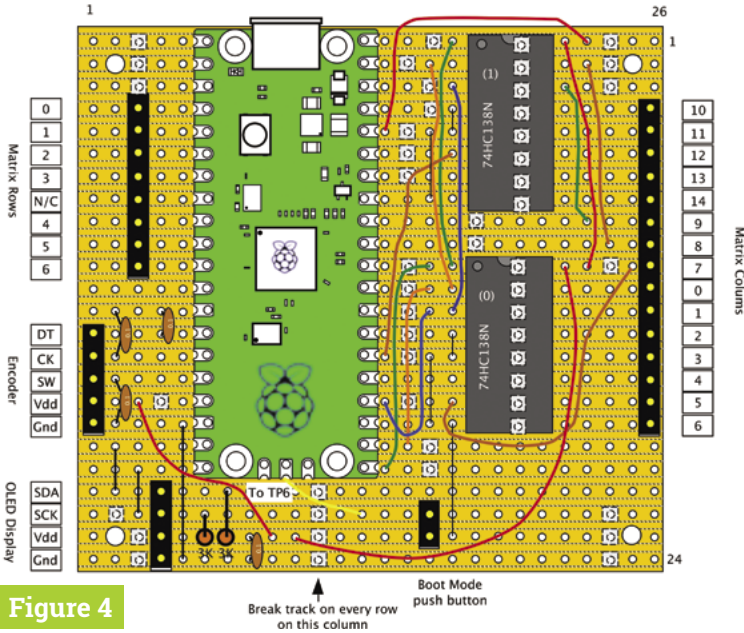 1
26
1
Matrix Rows
0
1
2
3
N/C
4
5
6
(1)
74HC138N
10
11
12
13
14
9
8
7
0
1
2
3
4
5
6
Matrix Colums
(0)
74HC138N
Encoder
DT
CK
SW
Vdd
Gnd
OLED Display
SDA
SCK
Vdd
Gnd
To TP6
3K
3K
24
Figure 4
Break track on every row
on this column
Boot Mode
push button